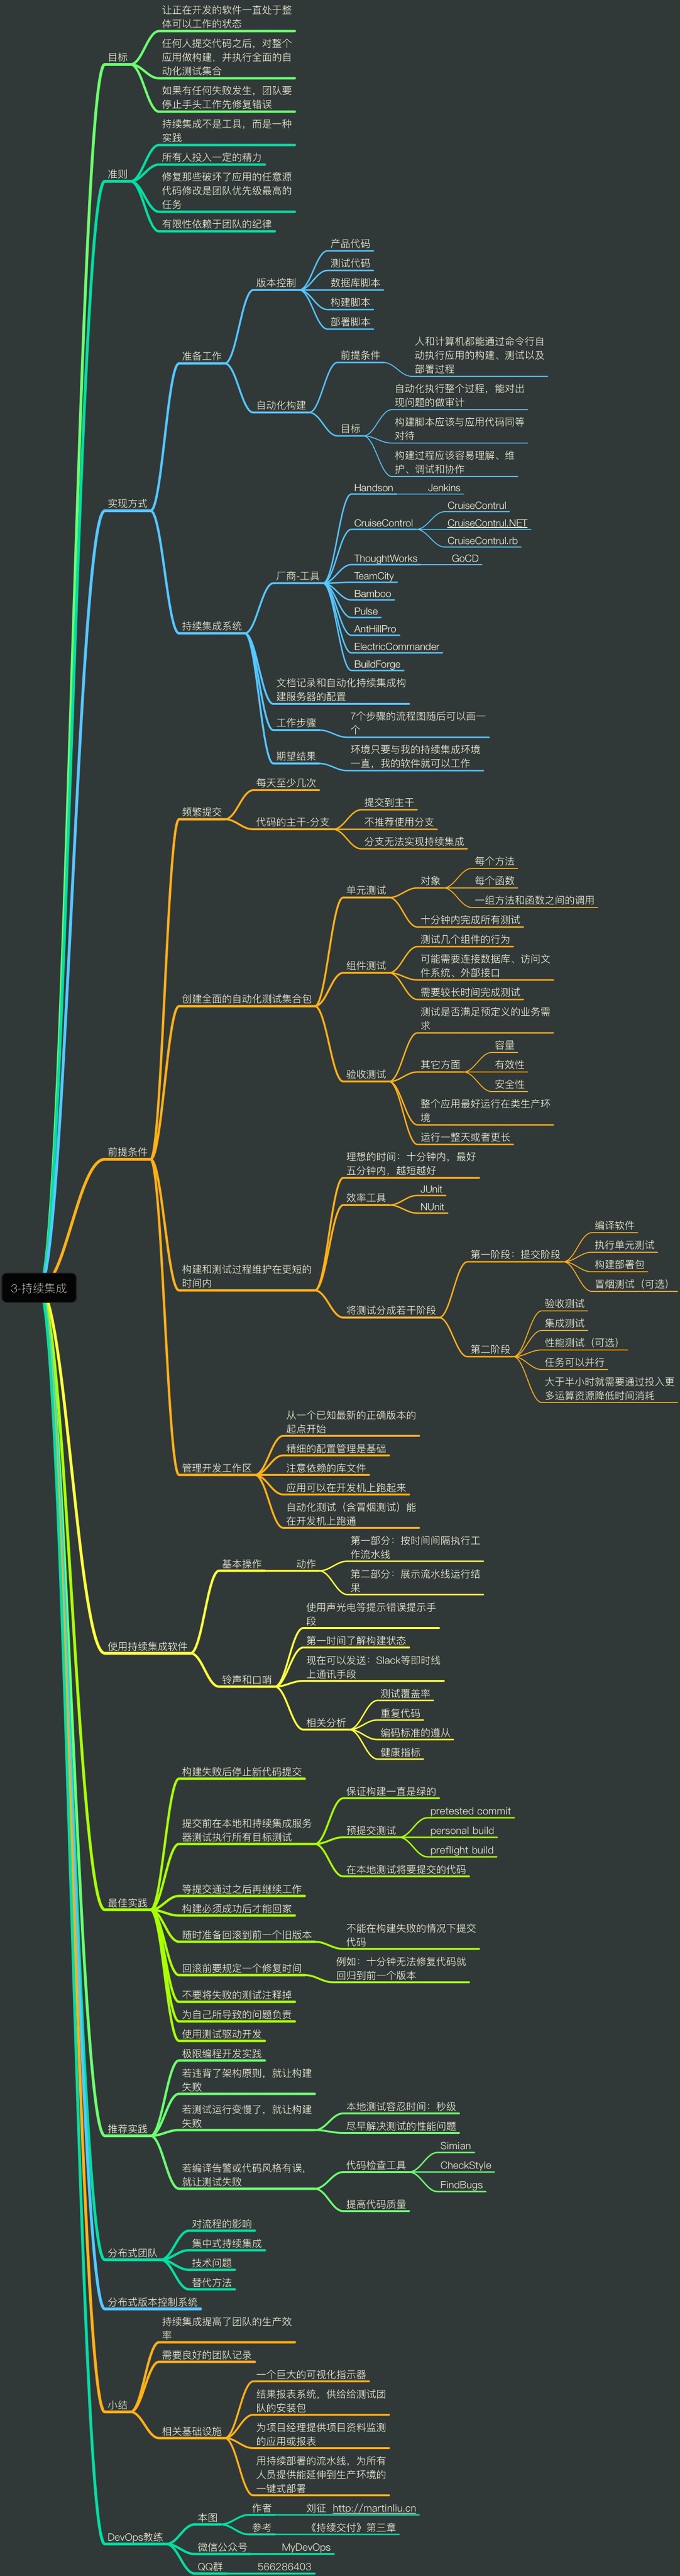 让正在开发的软件一直处于整
体可以工作的状态
目标
任何人提交代码之后，对整个
应用做构建，并执行全面的自
动化测试集合
如果有任何失败发生，团队要
停止手头工作先修复错误
持续集成不是工具，而是一种
实践
所有人投入一定的精力
准则
修复那些破坏了应用的任意源
代码修改是团队优先级最高的
任务
有限性依赖于团队的纪律
产品代码
测试代码
版本控制
数据库脚本
构建脚本
部署脚本
准备工作
人和计算机都能通过命令行自
动执行应用的构建、测试以及
部署过程
前提条件
自动化构建
自动化执行整个过程，能对出
现问题的做审计
目标
构建脚本应该与应用代码同等
对待
构建过程应该容易理解、维
护、调试和协作
实现方式
Handson
Jenkins
CruiseContrul
CruiseControl
CruiseContrul.NET
CruiseContrul.rb
ThoughtWorks
GoCD
厂商-工具
TeamCity
Bamboo
Pulse
AntHillPro
ElectricCommander
BuildForge
持续集成系统
文档记录和自动化持续集成构
建服务器的配置
工作步骤
7个步骤的流程图随后可以画一
个
期望结果
环境只要与我的持续集成环境
一直，我的软件就可以工作
每天至少几次
频繁提交
提交到主干
代码的主干-分支
不推荐使用分支
分支无法实现持续集成
每个方法
对象
每个函数
单元测试
一组方法和函数之间的调用
十分钟内完成所有测试
测试几个组件的行为
组件测试
可能需要连接数据库、访问文
件系统、外部接口
需要较长时间完成测试
创建全面的自动化测试集合包
测试是否满足预定义的业务需
求
容量
其它方面
有效性
验收测试
安全性
整个应用最好运行在类生产环
境
运行一整天或者更长
前提条件
理想的时间：十分钟内，最好
五分钟内，越短越好
JUnit
效率工具
NUnit
构建和测试过程维护在更短的
时间内
编译软件
第一阶段：提交阶段
执行单元测试
构建部署包
冒烟测试（可选）
将测试分成若干阶段
验收测试
集成测试
第二阶段
性能测试（可选）
任务可以并行
大于半小时就需要通过投入更
多运算资源降低时间消耗
3-持续集成
从一个已知最新的正确版本的
起点开始
精细的配置管理是基础
管理开发工作区
注意依赖的库文件
应用可以在开发机上跑起来
自动化测试（含冒烟测试）能
在开发机上跑通
基本操作
动作
第一部分：按时间间隔执行工
作流水线
第二部分：展示流水线运行结
果
使用持续集成软件
使用声光电等提示错误提示手
段
第一时间了解构建状态
铃声和口哨
现在可以发送：Slack等即时线
上通讯手段
测试覆盖率
相关分析
重复代码
编码标准的遵从
健康指标
构建失败后停止新代码提交
保证构建一直是绿的
提交前在本地和持续集成服务
器测试执行所有目标测试
pretested commit
预提交测试
personal build
preflight build
在本地测试将要提交的代码
最佳实践
等提交通过之后再继续工作
构建必须成功后才能回家
随时准备回滚到前一个旧版本
不能在构建失败的情况下提交
代码
回滚前要规定一个修复时间
例如：十分钟无法修复代码就
回归到前一个版本
不要将失败的测试注释掉
为自己所导致的问题负责
使用测试驱动开发
极限编程开发实践
若违背了架构原则，就让构建
失败
推荐实践
若测试运行变慢了，就让构建
失败
本地测试容忍时间：秒级
尽早解决测试的性能问题
若编译告警或代码风格有误，
就让测试失败
Simian
代码检查工具
CheckStyle
FindBugs
提高代码质量
对流程的影响
分布式团队
集中式持续集成
技术问题
替代方法
分布式版本控制系统
持续集成提高了团队的生产效
率
需要良好的团队记录
小结
一个巨大的可视化指示器
相关基础设施
结果报表系统，供给给测试团
队的安装包
为项目经理提供项目资料监测
的应用或报表
用持续部署的流水线，为所有
人员提供能延伸到生产环境的
一键式部署
DevOps教练
本图
作者
刘征 http://martinliu.cn
参考
《持续交付》第三章
微信公众号
MyDevOps
QQ群
566286403